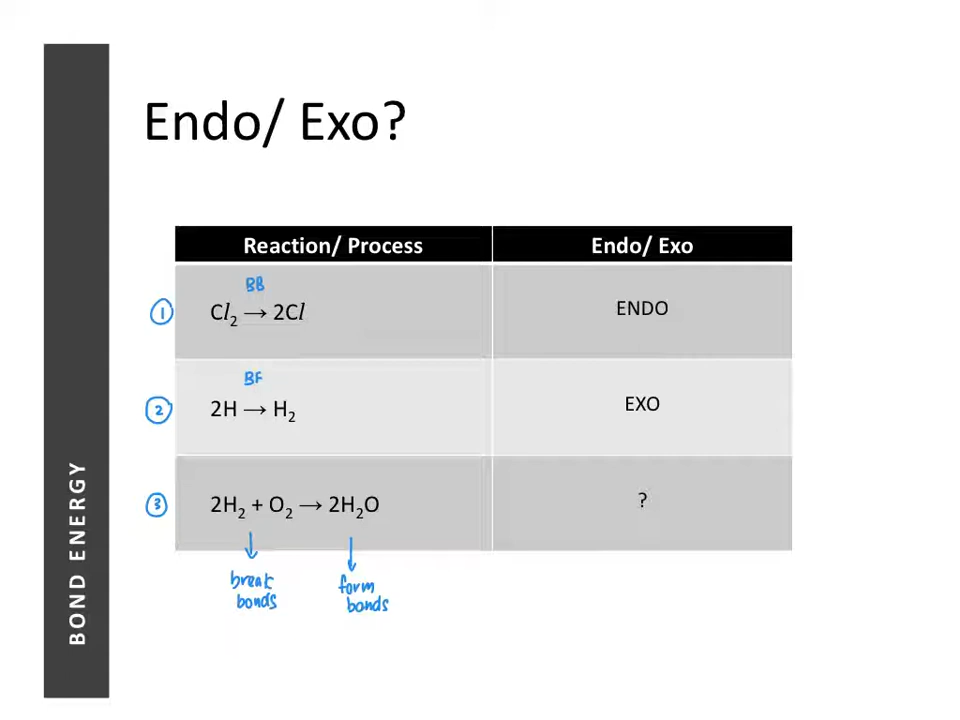 Endo/ Exo?
Reaction/ Process Endo/ Exo
BB
① Cl₂ → 2Cl ENDO
BF
② 2H → H₂ EXO
③ 2H₂ + O₂ → 2H₂O ?
break bonds
form bonds
BOND ENERGY